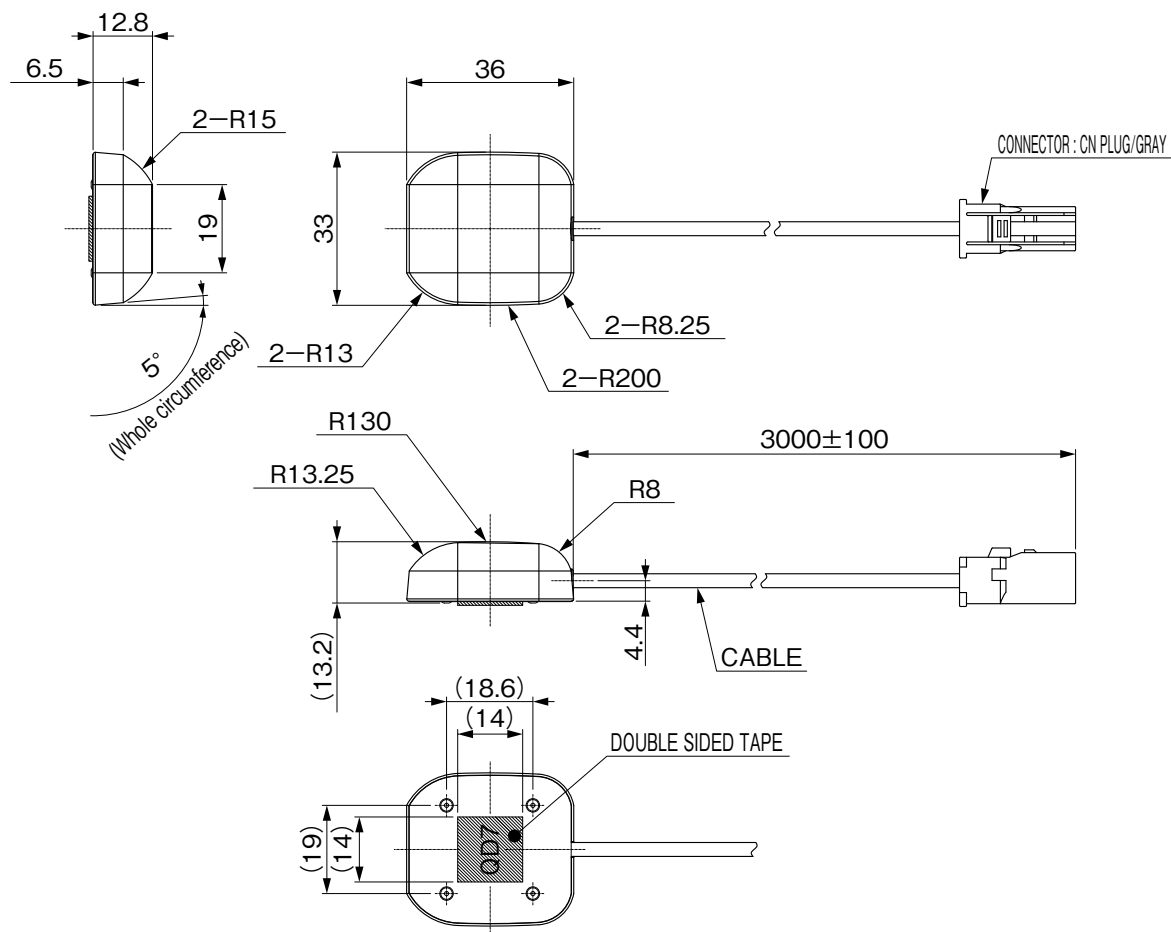 12.8
6.5
36
2−R15
CONNECTOR : CN PLUG/GRAY
19
33
2−R8.25
2−R13
5°
2−R200
(Whole circumference)
R130
3000±100
R13.25
R8
(13.2)
4.4
CABLE
(18.6)
(14)
DOUBLE SIDED TAPE
(19)
(14)
QD7